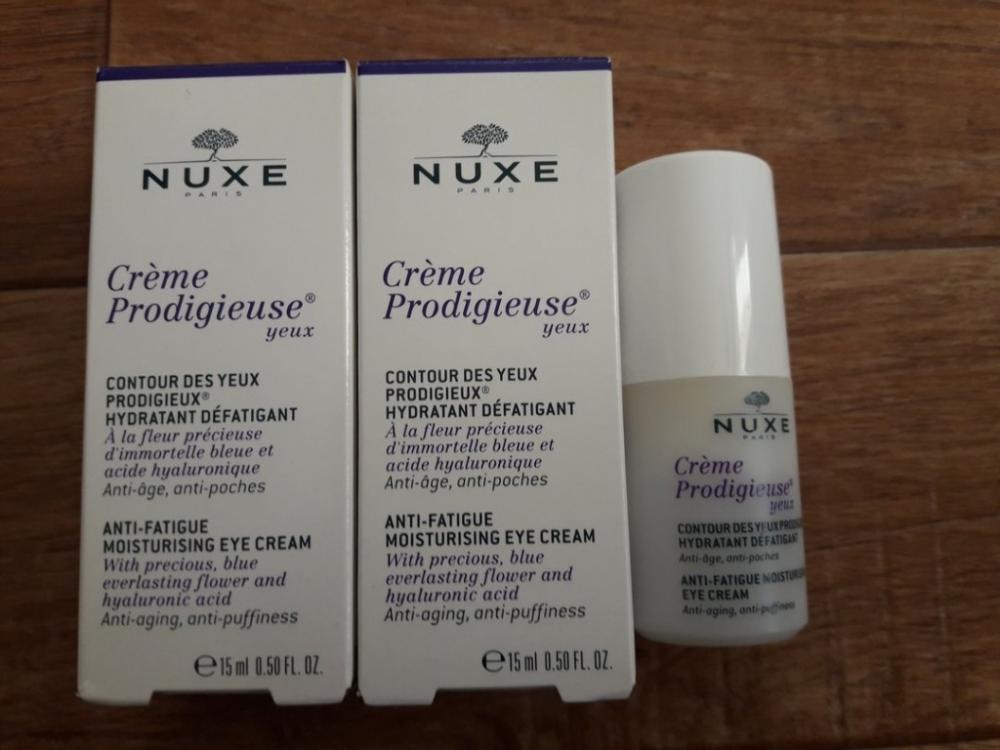 NUXE
PARIS
Crème
Prodigieuse®
yeux
CONTOUR DES YEUX
PRODIGIEUX®
HYDRATANT DÉFATIGANT
À la fleur précieuse
d'immortelle bleue et
acide hyaluronique
Anti-âge, anti-poches
ANTI-FATIGUE
MOISTURISING EYE CREAM
With precious, blue
everlasting flower and
hyaluronic acid
Anti-aging, anti-puffiness
℮15 ml 0.50 FL. OZ.
NUXE
PARIS
Crème
Prodigieuse®
yeux
CONTOUR DES YEUX
PRODIGIEUX®
HYDRATANT DÉFATIGANT
À la fleur précieuse
d'immortelle bleue et
acide hyaluronique
Anti-âge, anti-poches
ANTI-FATIGUE
MOISTURISING EYE CREAM
With precious, blue
everlasting flower and
hyaluronic acid
Anti-aging, anti-puffiness
℮15 ml 0.50 FL. OZ.
NUXE
PARIS
Crème
Prodigieuse®
yeux
CONTOUR DES YEUX
HYDRATANT DÉFATIGANT
Anti-âge, anti-poches
ANTI-FATIGUE
EYE CREAM
Anti-aging, anti-puffiness